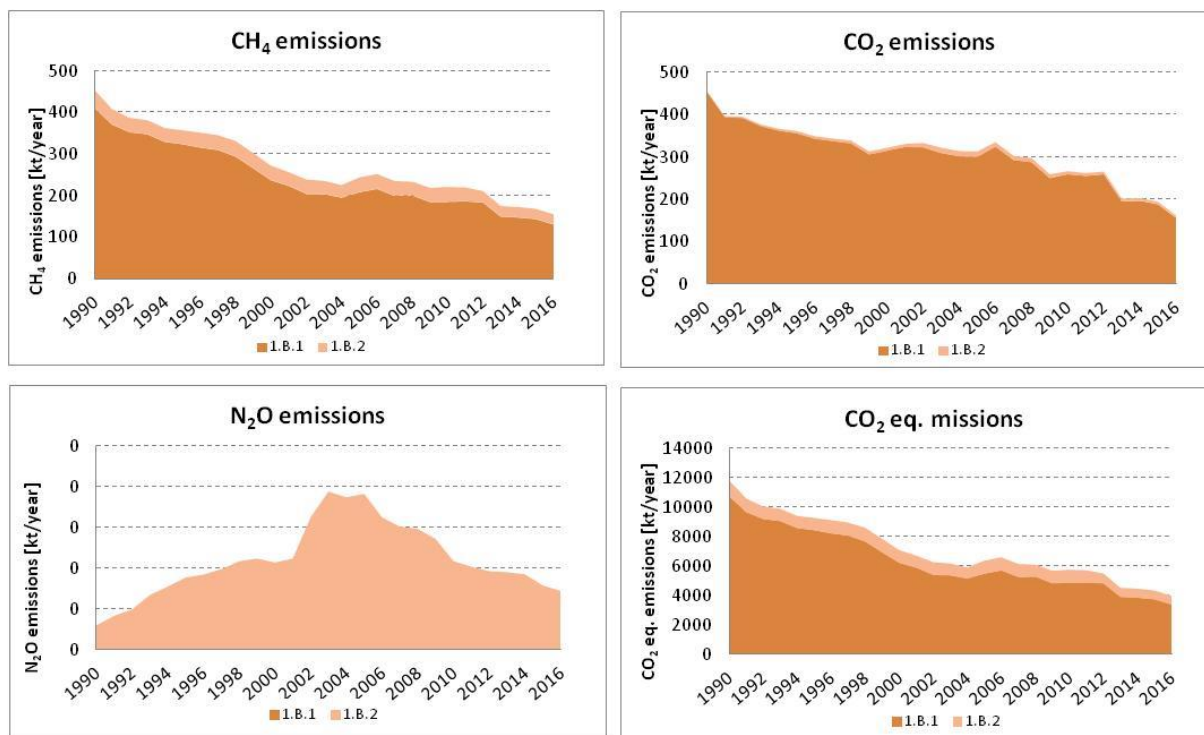 CH₄ emissions
CH₄ emissions [kt/year]
500
400
300
200
100
0
1990 1992 1994 1996 1998 2000 2002 2004 2006 2008 2010 2012 2014 2016
1.B.1 1.B.2
CO₂ emissions
CO₂ emissions [kt/year]
500
400
300
200
100
0
1990 1992 1994 1996 1998 2000 2002 2004 2006 2008 2010 2012 2014 2016
1.B.1 1.B.2
N₂O emissions
N₂O emissions [kt/year]
0
0
0
0
0
0
1990 1992 1994 1996 1998 2000 2002 2004 2006 2008 2010 2012 2014 2016
1.B.1 1.B.2
CO₂ eq. missions
CO₂ eq. emissions [kt/year]
14000
12000
10000
8000
6000
4000
2000
0
1990 1992 1994 1996 1998 2000 2002 2004 2006 2008 2010 2012 2014 2016
1.B.1 1.B.2